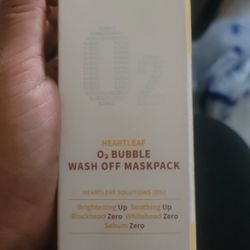 O2
HEARTLEAF
O₂ BUBBLE
WASH OFF MASKPACK
HEARTLEAF SOLUTIONS
Brightening Up Soothing Up
Blackhead Zero Whitehead Zero
Sebum Zero